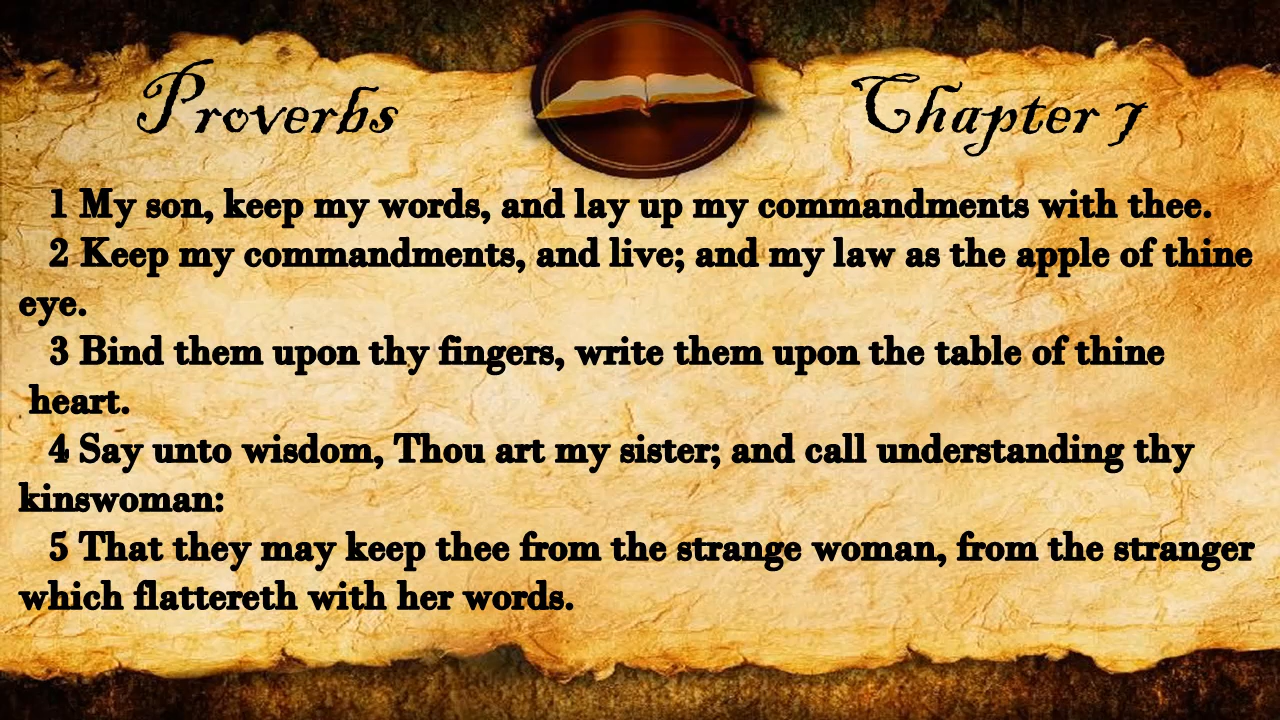 Proverbs Chapter 7
1 My son, keep my words, and lay up my commandments with thee.
2 Keep my commandments, and live; and my law as the apple of thine
eye.
3 Bind them upon thy fingers, write them upon the table of thine
heart.
4 Say unto wisdom, Thou art my sister; and call understanding thy
kinswoman:
5 That they may keep thee from the strange woman, from the stranger
which flattereth with her words.